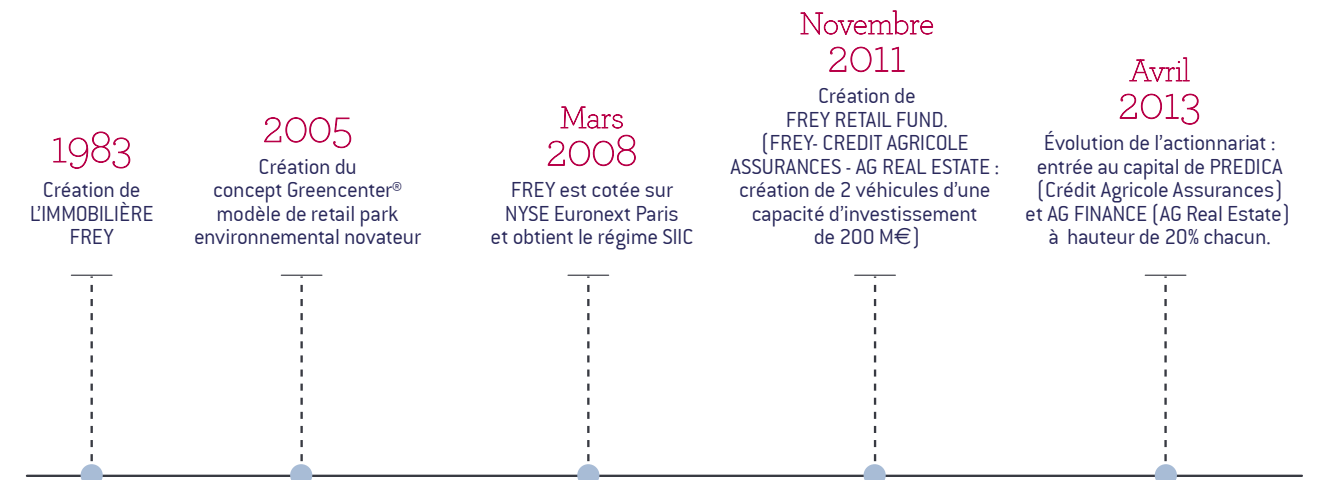 1983
Création de
L’IMMOBILIÈRE
FREY
2005
Création du
concept Greencenter®
modèle de retail park
environnemental novateur
Mars
2008
FREY est cotée sur
NYSE Euronext Paris
et obtient le régime SIIC
Novembre
2011
Création de
FREY RETAIL FUND.
(FREY- CREDIT AGRICOLE
ASSURANCES - AG REAL ESTATE :
création de 2 véhicules d’une
capacité d’investissement
de 200 M€)
Avril
2013
Évolution de l’actionnariat :
entrée au capital de PREDICA
(Crédit Agricole Assurances)
et AG FINANCE (AG Real Estate)
à hauteur de 20% chacun.